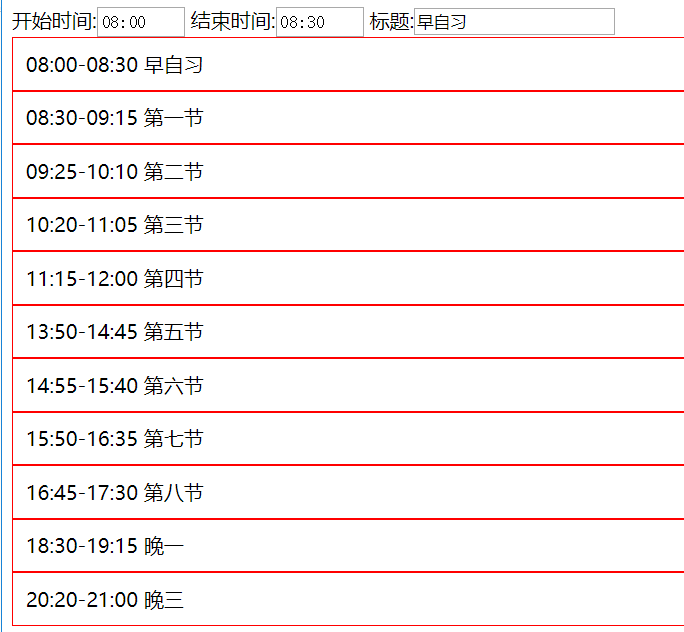 开始时间:08:00 结束时间:08:30 标题:早自习
08:00-08:30 早自习
08:30-09:15 第一节
09:25-10:10 第二节
10:20-11:05 第三节
11:15-12:00 第四节
13:50-14:45 第五节
14:55-15:40 第六节
15:50-16:35 第七节
16:45-17:30 第八节
18:30-19:15 晚一
20:20-21:00 晚三